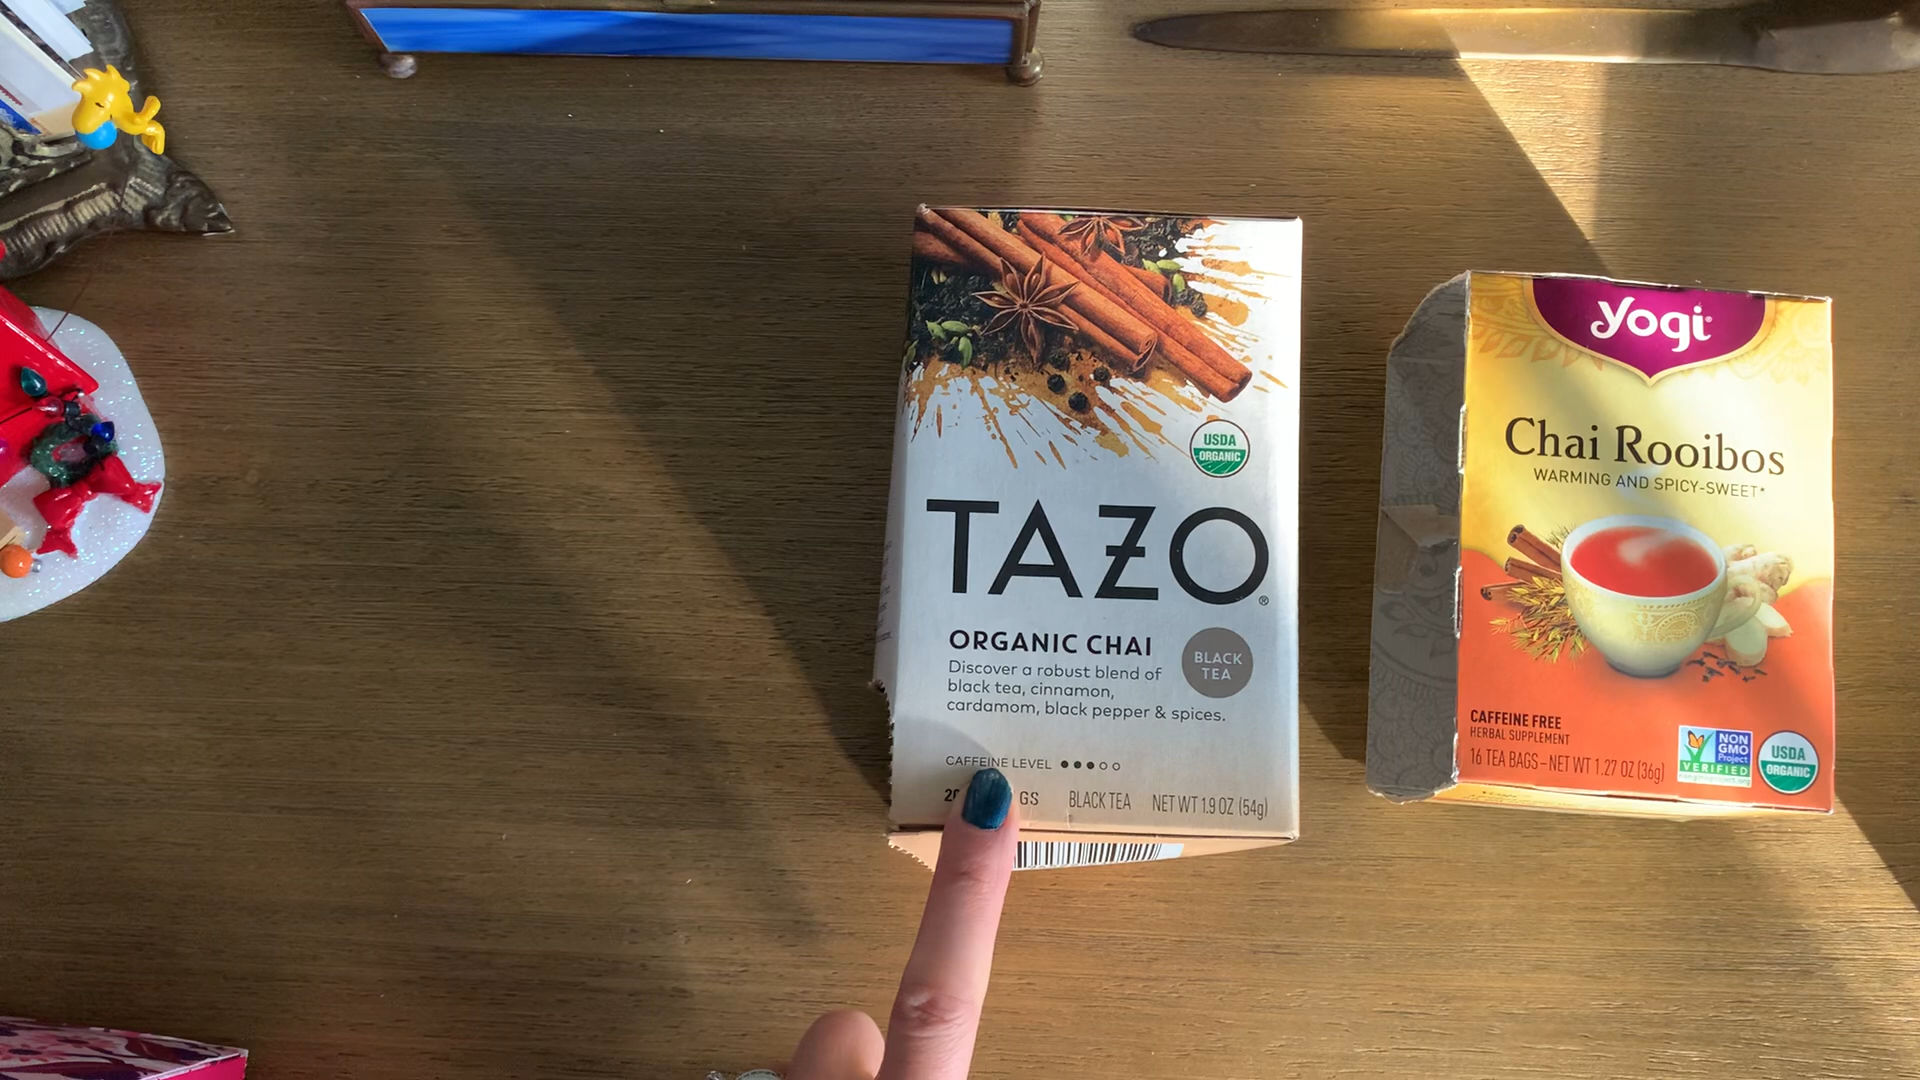 USDA
ORGANIC
TAZO®
ORGANIC CHAI
Discover a robust blend of
black tea, cinnamon,
cardamom, black pepper & spices.
BLACK
TEA
CAFFEINE LEVEL
GS BLACK TEA NET WT 1.9 OZ (54g)
yogi®
Chai Rooibos
WARMING AND SPICY-SWEET*
CAFFEINE FREE
HERBAL SUPPLEMENT
16 TEA BAGS – NET WT 1.27 OZ (36g)
NON
GMO
Project
VERIFIED
nongmoproject.org
USDA
ORGANIC